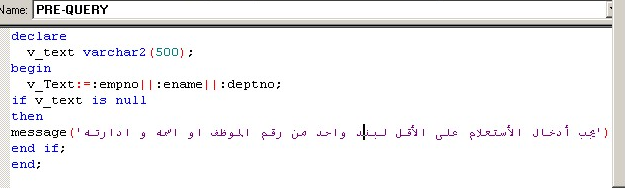 Name: PRE-QUERY
declare
v_text varchar2(500);
begin
v_Text:=:empno||:ename||:deptno;
if v_text is null
then
message('يجب أدخال الأستعلام على الأقل لبند واحد من رقم الموظف او اسمه و ادارته')
end if;
end;